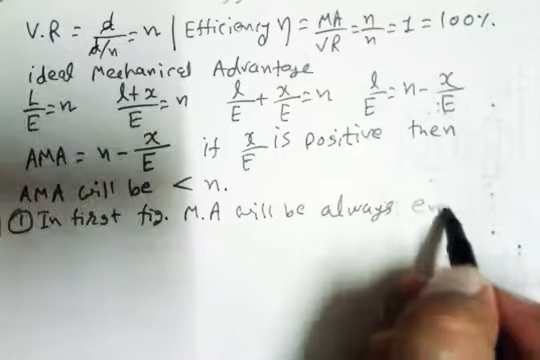 V.R = d/d/n = n | Efficiency η = MA/VR = n/n = 1 = 100%.
ideal Mechanical Advantage
L/E = n l+x/E = n l/E + x/E = n l/E = n - x/E
AMA = n - x/E if x/E is positive then
AMA will be < n.
① In first fig. M.A will be always